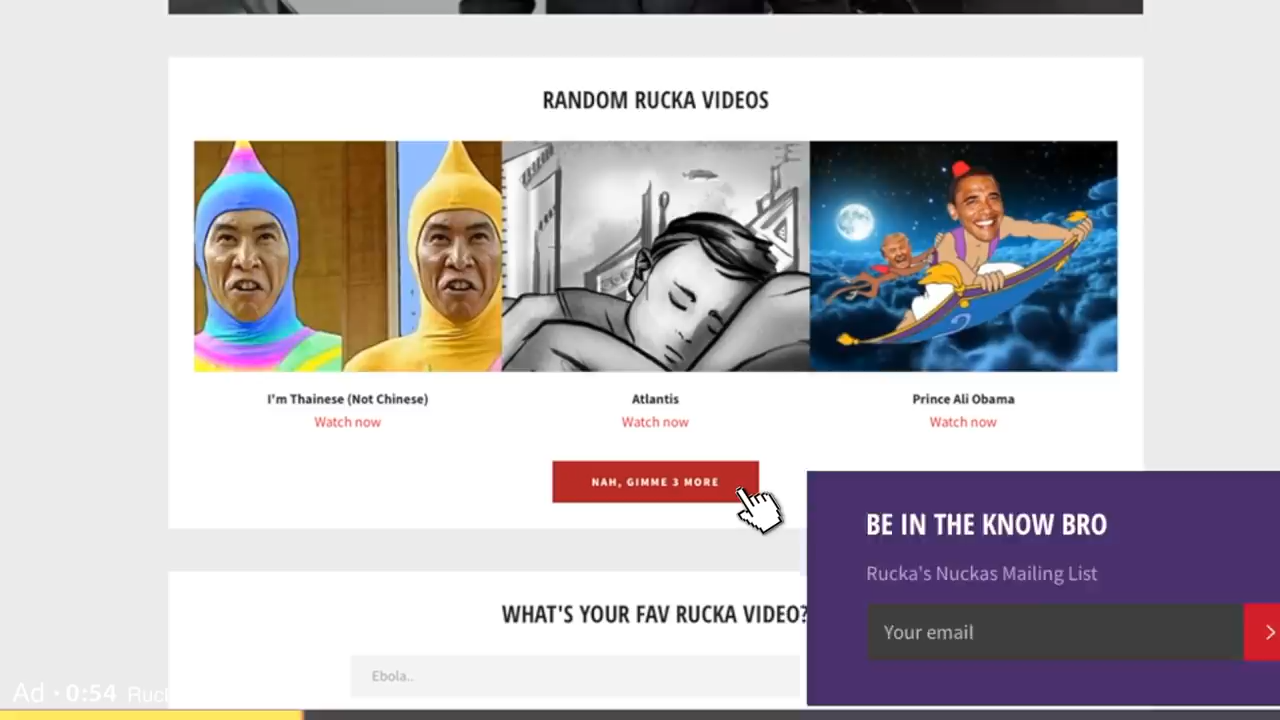 RANDOM RUCKA VIDEOS
I'm Thainese (Not Chinese)
Atlantis
Prince Ali Obama
Watch now
Watch now
Watch now
NAH, GIMME 3 MORE
BE IN THE KNOW BRO
Rucka's Nuckas Mailing List
Your email
WHAT'S YOUR FAV RUCKA VIDEO?
Ebola..
Ad · 0:54